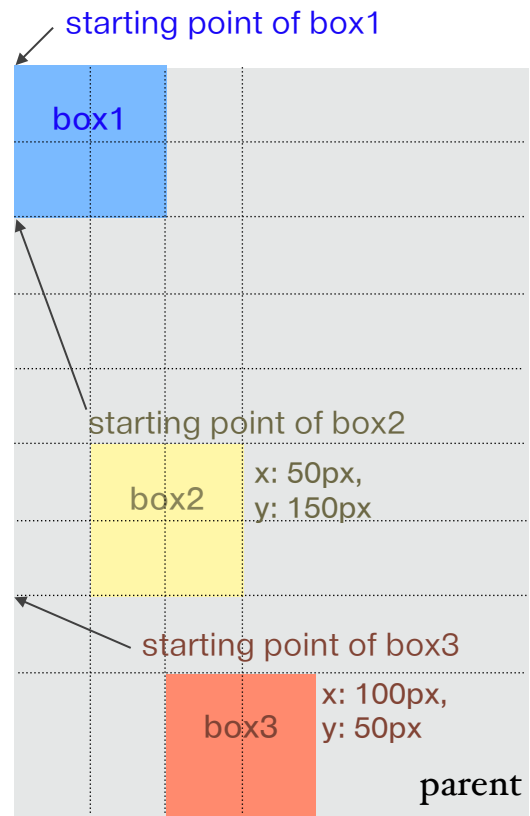 starting point of box1
box1
starting point of box2
box2
x: 50px,
y: 150px
starting point of box3
box3
x: 100px,
y: 50px
parent